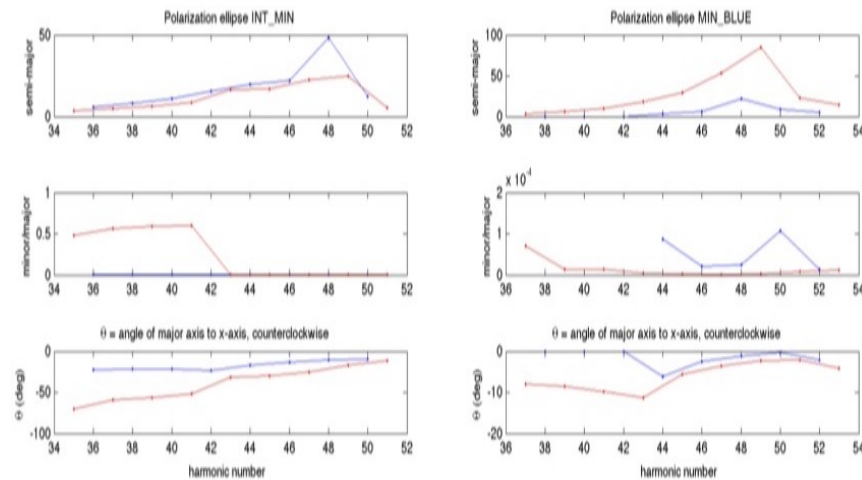 Polarization ellipse INT_MIN
50
semi-major
0
34 36 38 40 42 44 46 48 50 52
1
minor/major
0.5
0
34 36 38 40 42 44 46 48 50 52
θ = angle of major axis to x-axis, counterclockwise
0
θ (deg)
-50
-100
34 36 38 40 42 44 46 48 50 52
harmonic number
Polarization ellipse MIN_BLUE
100
semi-major
50
0
36 38 40 42 44 46 48 50 52 54
2
minor/major
1
0
36 38 40 42 44 46 48 50 52 54
θ = angle of major axis to x-axis, counterclockwise
0
θ (deg)
-10
-20
36 38 40 42 44 46 48 50 52 54
harmonic number